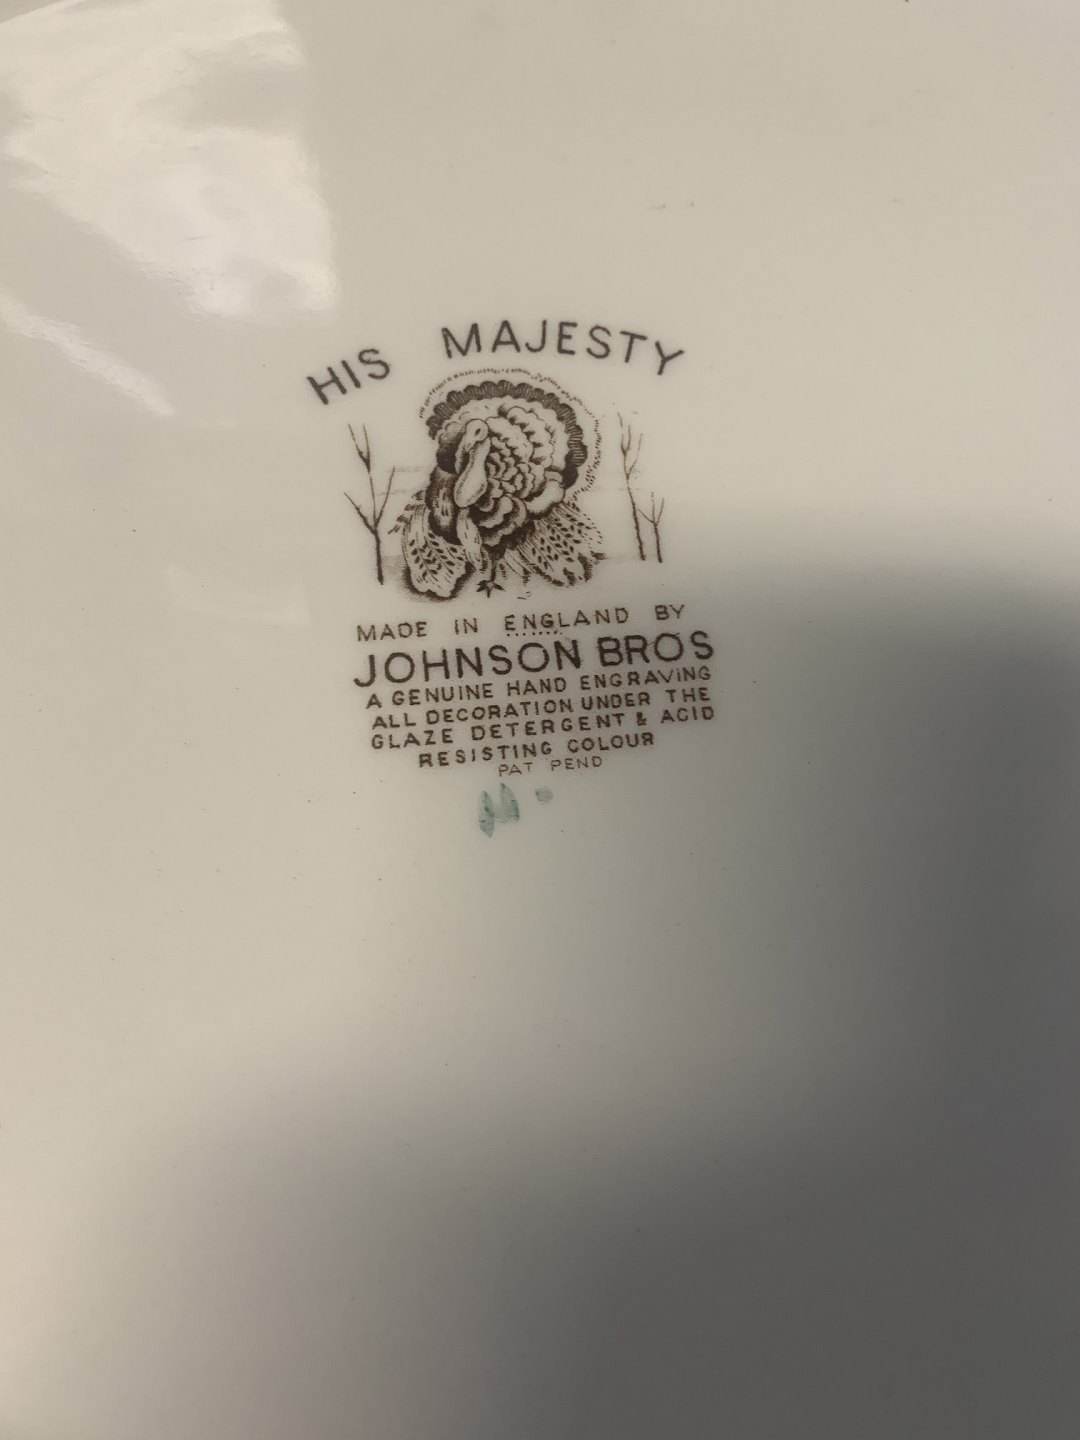 HIS MAJESTY
MADE IN ENGLAND BY
JOHNSON BROS
A GENUINE HAND ENGRAVING
ALL DECORATION UNDER THE
GLAZE DETERGENT & ACID
RESISTING COLOUR
PAT PEND